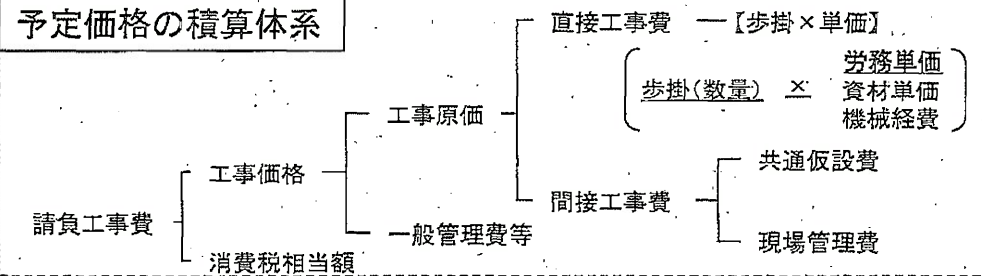 予定価格の積算体系
直接工事費 ― 【歩掛×単価】
歩掛(数量) × 労務単価
資材単価
機械経費
工事原価
共通仮設費
工事価格
間接工事費
請負工事費
一般管理費等
現場管理費
消費税相当額